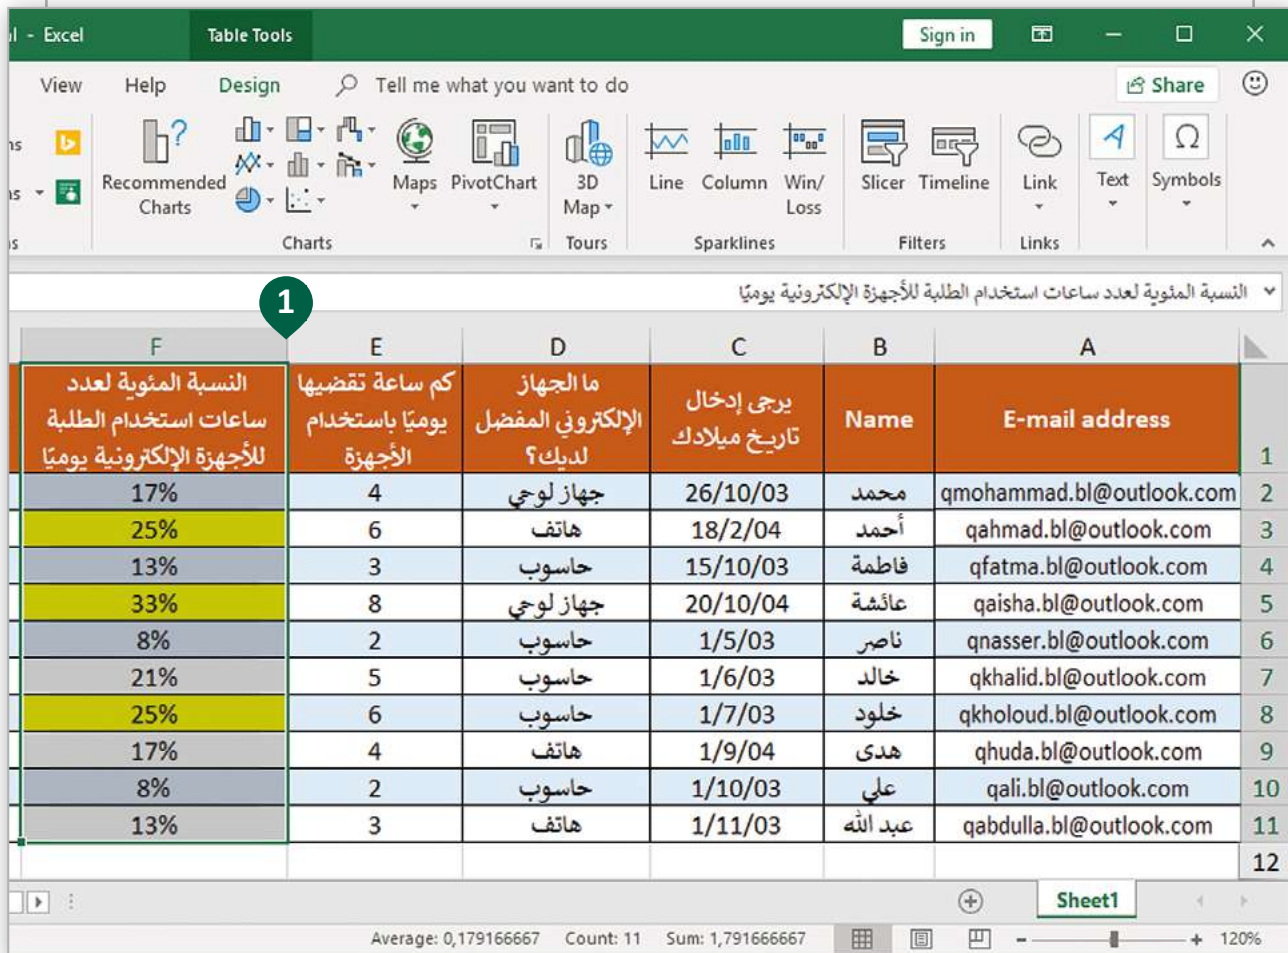 ul - Excel Table Tools Sign in
View Help Design Tell me what you want to do Share
Recommended Charts
Maps PivotChart 3D Map Line Column Win/ Loss Slicer Timeline Link Text Symbols
Charts Tours Sparklines Filters Links
1
النسبة المئوية لعدد ساعات استخدام الطلبة للأجهزة الإلكترونية يوميًا
A B C D E F
1 E-mail address Name يرجى إدخال تاريخ ميلادك ما الجهاز الإلكتروني المفضل لديك؟ كم ساعة تقضيها يوميًا باستخدام الأجهزة النسبة المئوية لعدد ساعات استخدام الطلبة للأجهزة الإلكترونية يوميًا
2 qmohammad.bl@outlook.com محمد 26/10/03 جهاز لوحي 4 17%
3 qahmad.bl@outlook.com أحمد 18/2/04 هاتف 6 25%
4 qfatma.bl@outlook.com فاطمة 15/10/03 حاسوب 3 13%
5 qaisha.bl@outlook.com عائشة 20/10/04 جهاز لوحي 8 33%
6 qnasser.bl@outlook.com ناصر 1/5/03 حاسوب 2 8%
7 qkhalid.bl@outlook.com خالد 1/6/03 حاسوب 5 21%
8 qkholoud.bl@outlook.com خلود 1/7/03 حاسوب 6 25%
9 qhuda.bl@outlook.com هدى 1/9/04 هاتف 4 17%
10 qali.bl@outlook.com علي 1/10/03 حاسوب 2 8%
11 qabdulla.bl@outlook.com عبد الله 1/11/03 هاتف 3 13%
12
Sheet1
Average: 0,179166667 Count: 11 Sum: 1,791666667 120%